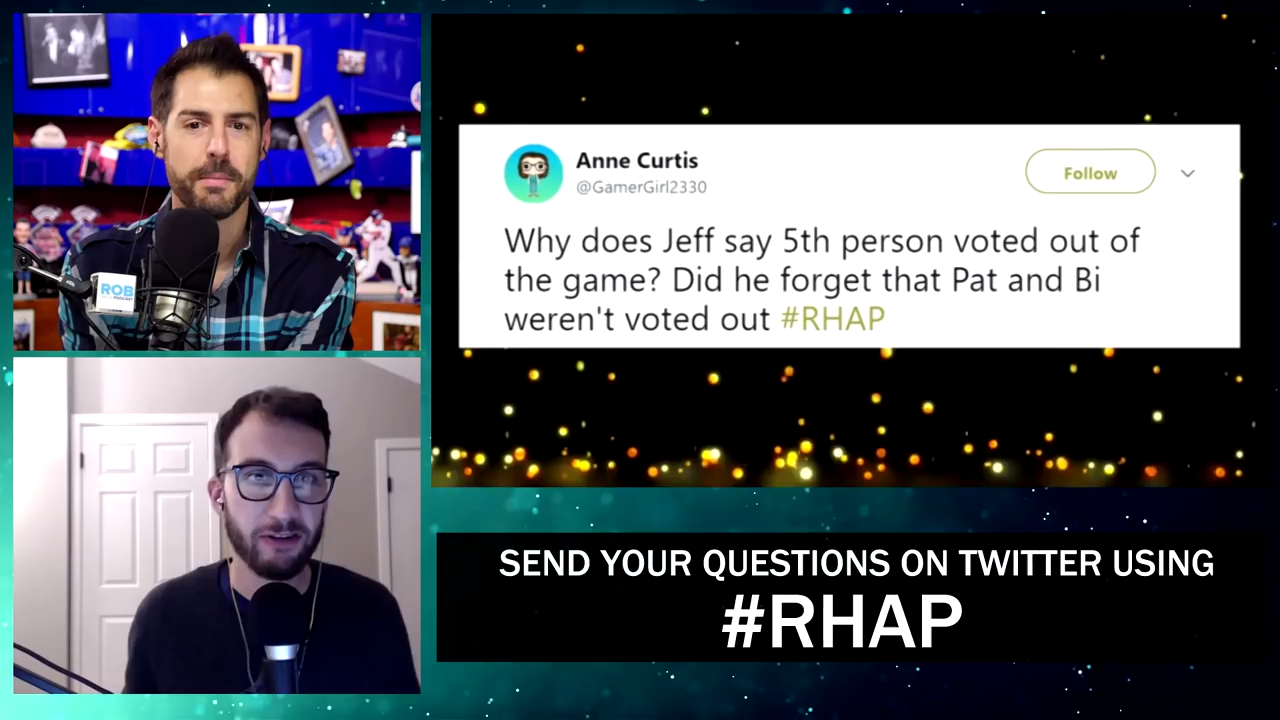 ROB
Anne Curtis
@GamerGirl2330
Follow
Why does Jeff say 5th person voted out of
the game? Did he forget that Pat and Bi
weren't voted out #RHAP
SEND YOUR QUESTIONS ON TWITTER USING
#RHAP